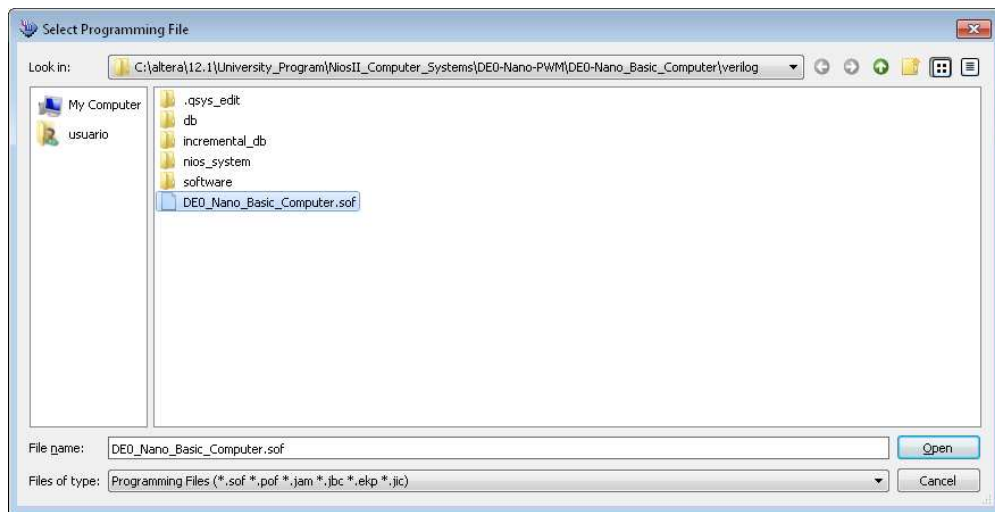 Select Programming File
Look in: C:\altera\12.1\University_Program\NiosII_Computer_Systems\DE0-Nano-PWM\DE0-Nano_Basic_Computer\verilog
My Computer
usuario
.qsys_edit
db
incremental_db
nios_system
software
DE0_Nano_Basic_Computer.sof
File name: DE0_Nano_Basic_Computer.sof Open
Files of type: Programming Files (*.sof *.pof *.jam *.jbc *.ekp *.jic) Cancel